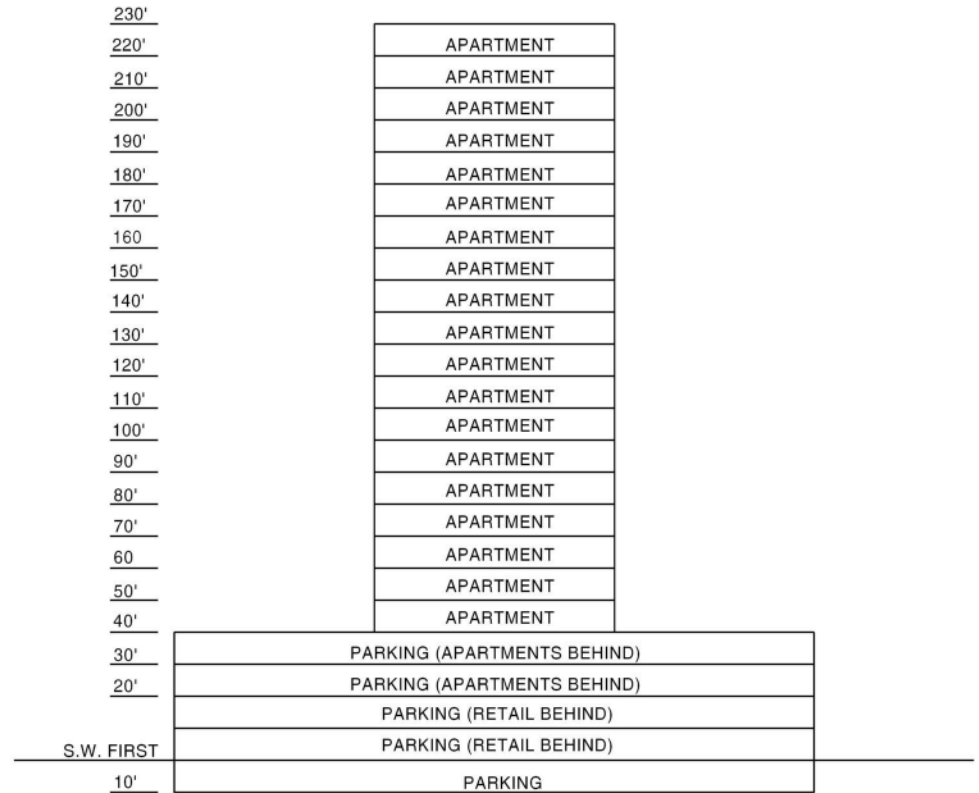 230'
220' APARTMENT
210' APARTMENT
200' APARTMENT
190' APARTMENT
180' APARTMENT
170' APARTMENT
160 APARTMENT
150' APARTMENT
140' APARTMENT
130' APARTMENT
120' APARTMENT
110' APARTMENT
100' APARTMENT
90' APARTMENT
80' APARTMENT
70' APARTMENT
60 APARTMENT
50' APARTMENT
40' APARTMENT
30' PARKING (APARTMENTS BEHIND)
20' PARKING (APARTMENTS BEHIND)
PARKING (RETAIL BEHIND)
S.W. FIRST PARKING (RETAIL BEHIND)
10' PARKING